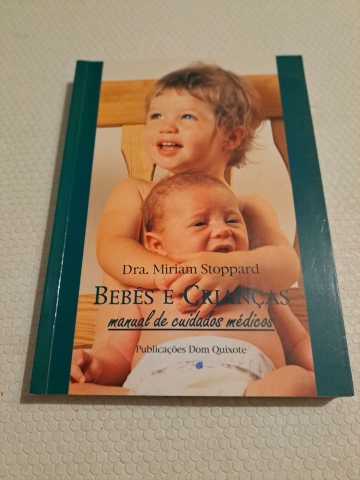 Dra. Miriam Stoppard
BEBÉS E CRIANÇAS
manual de cuidados médicos
Publicações Dom Quixote